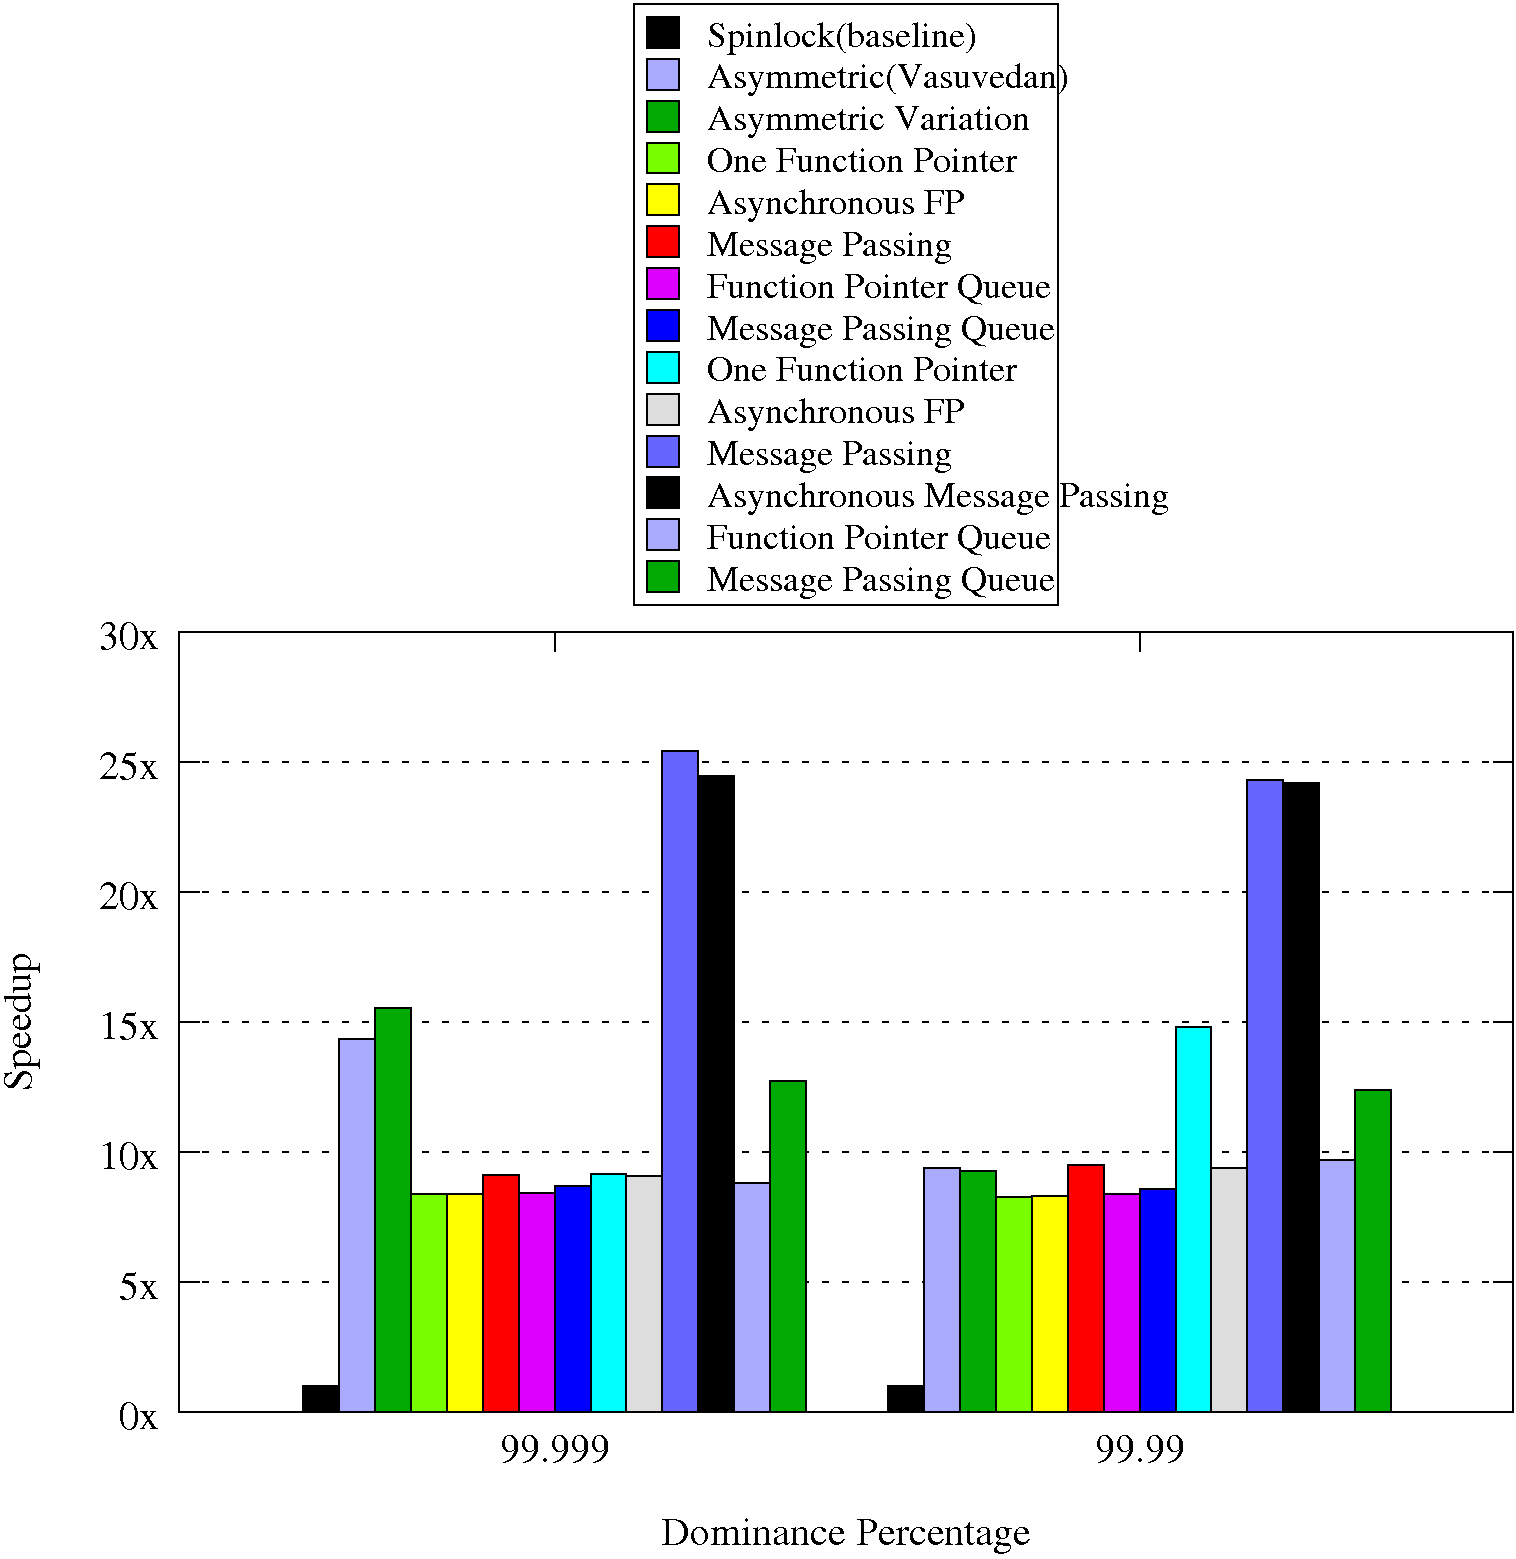 Spinlock(baseline)
Asymmetric(Vasuvedan)
Asymmetric Variation
One Function Pointer
Asynchronous FP
Message Passing
Function Pointer Queue
Message Passing Queue
One Function Pointer
Asynchronous FP
Message Passing
Asynchronous Message Passing
Function Pointer Queue
Message Passing Queue
30x
25x
20x
15x
10x
5x
0x
Speedup
99.999
99.99
Dominance Percentage